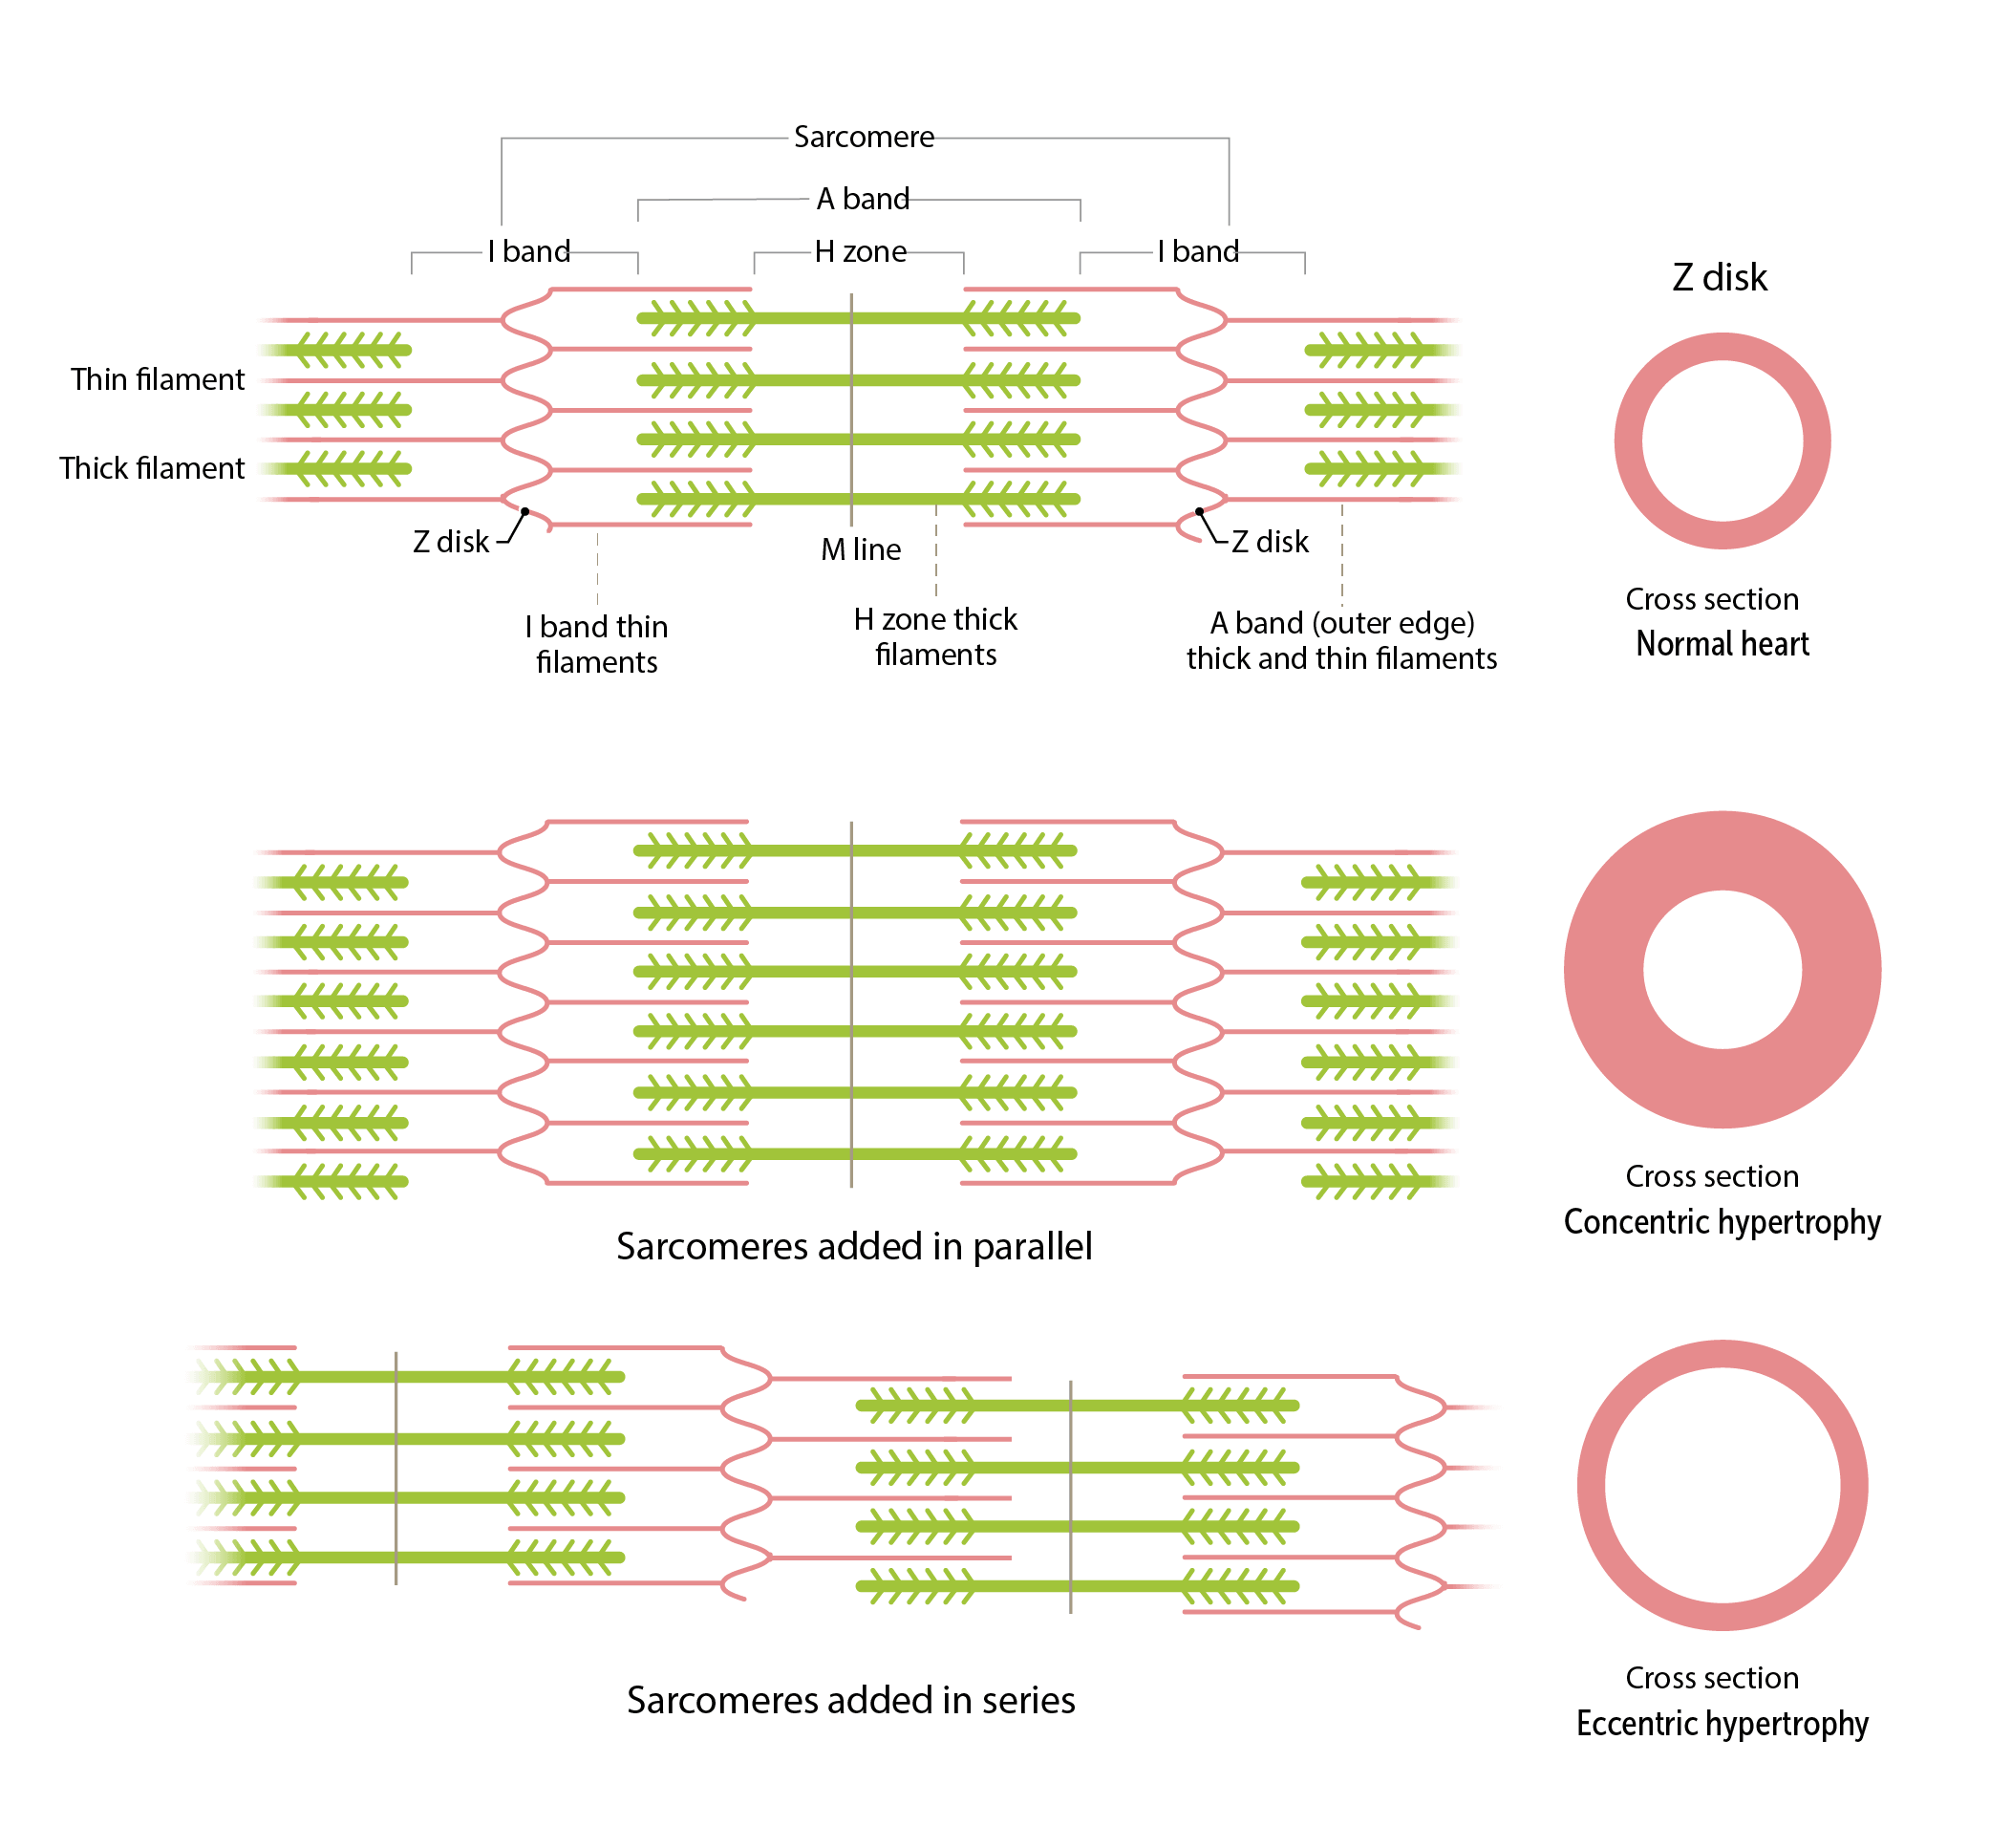 Sarcomere
A band
I band
H zone
I band
Z disk
Thin filament
Thick filament
Z disk
M line
Z disk
I band thin
filaments
H zone thick
filaments
A band (outer edge)
thick and thin filaments
Cross section
Normal heart
Sarcomeres added in parallel
Cross section
Concentric hypertrophy
Sarcomeres added in series
Cross section
Eccentric hypertrophy